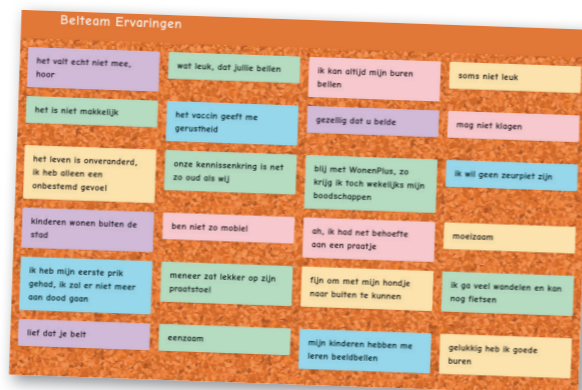 Belteam Ervaringen
het valt echt niet mee,
hoor
wat leuk, dat jullie bellen
ik kan altijd mijn buren
bellen
soms niet leuk
het is niet makkelijk
het vaccin geeft me
gerustheid
gezellig dat u belde
mag niet klagen
het leven is onveranderd,
ik heb alleen een
onbestemd gevoel
onze kennissenkring is net
zo oud als wij
blij met WonenPlus, zo
krijg ik toch wekelijks mijn
boodschappen
ik wil geen zeurpiet zijn
kinderen wonen buiten de
stad
ben niet zo mobiel
ah, ik had net behoefte
aan een praatje
moeizaam
ik heb mijn eerste prik
gehad, ik zal er niet meer
aan dood gaan
meneer zat lekker op zijn
praatstoel
fijn om met mijn hondje
naar buiten te kunnen
ik ga veel wandelen en kan
nog fietsen
lief dat je belt
eenzaam
mijn kinderen hebben me
leren beeldbellen
gelukkig heb ik goede
buren